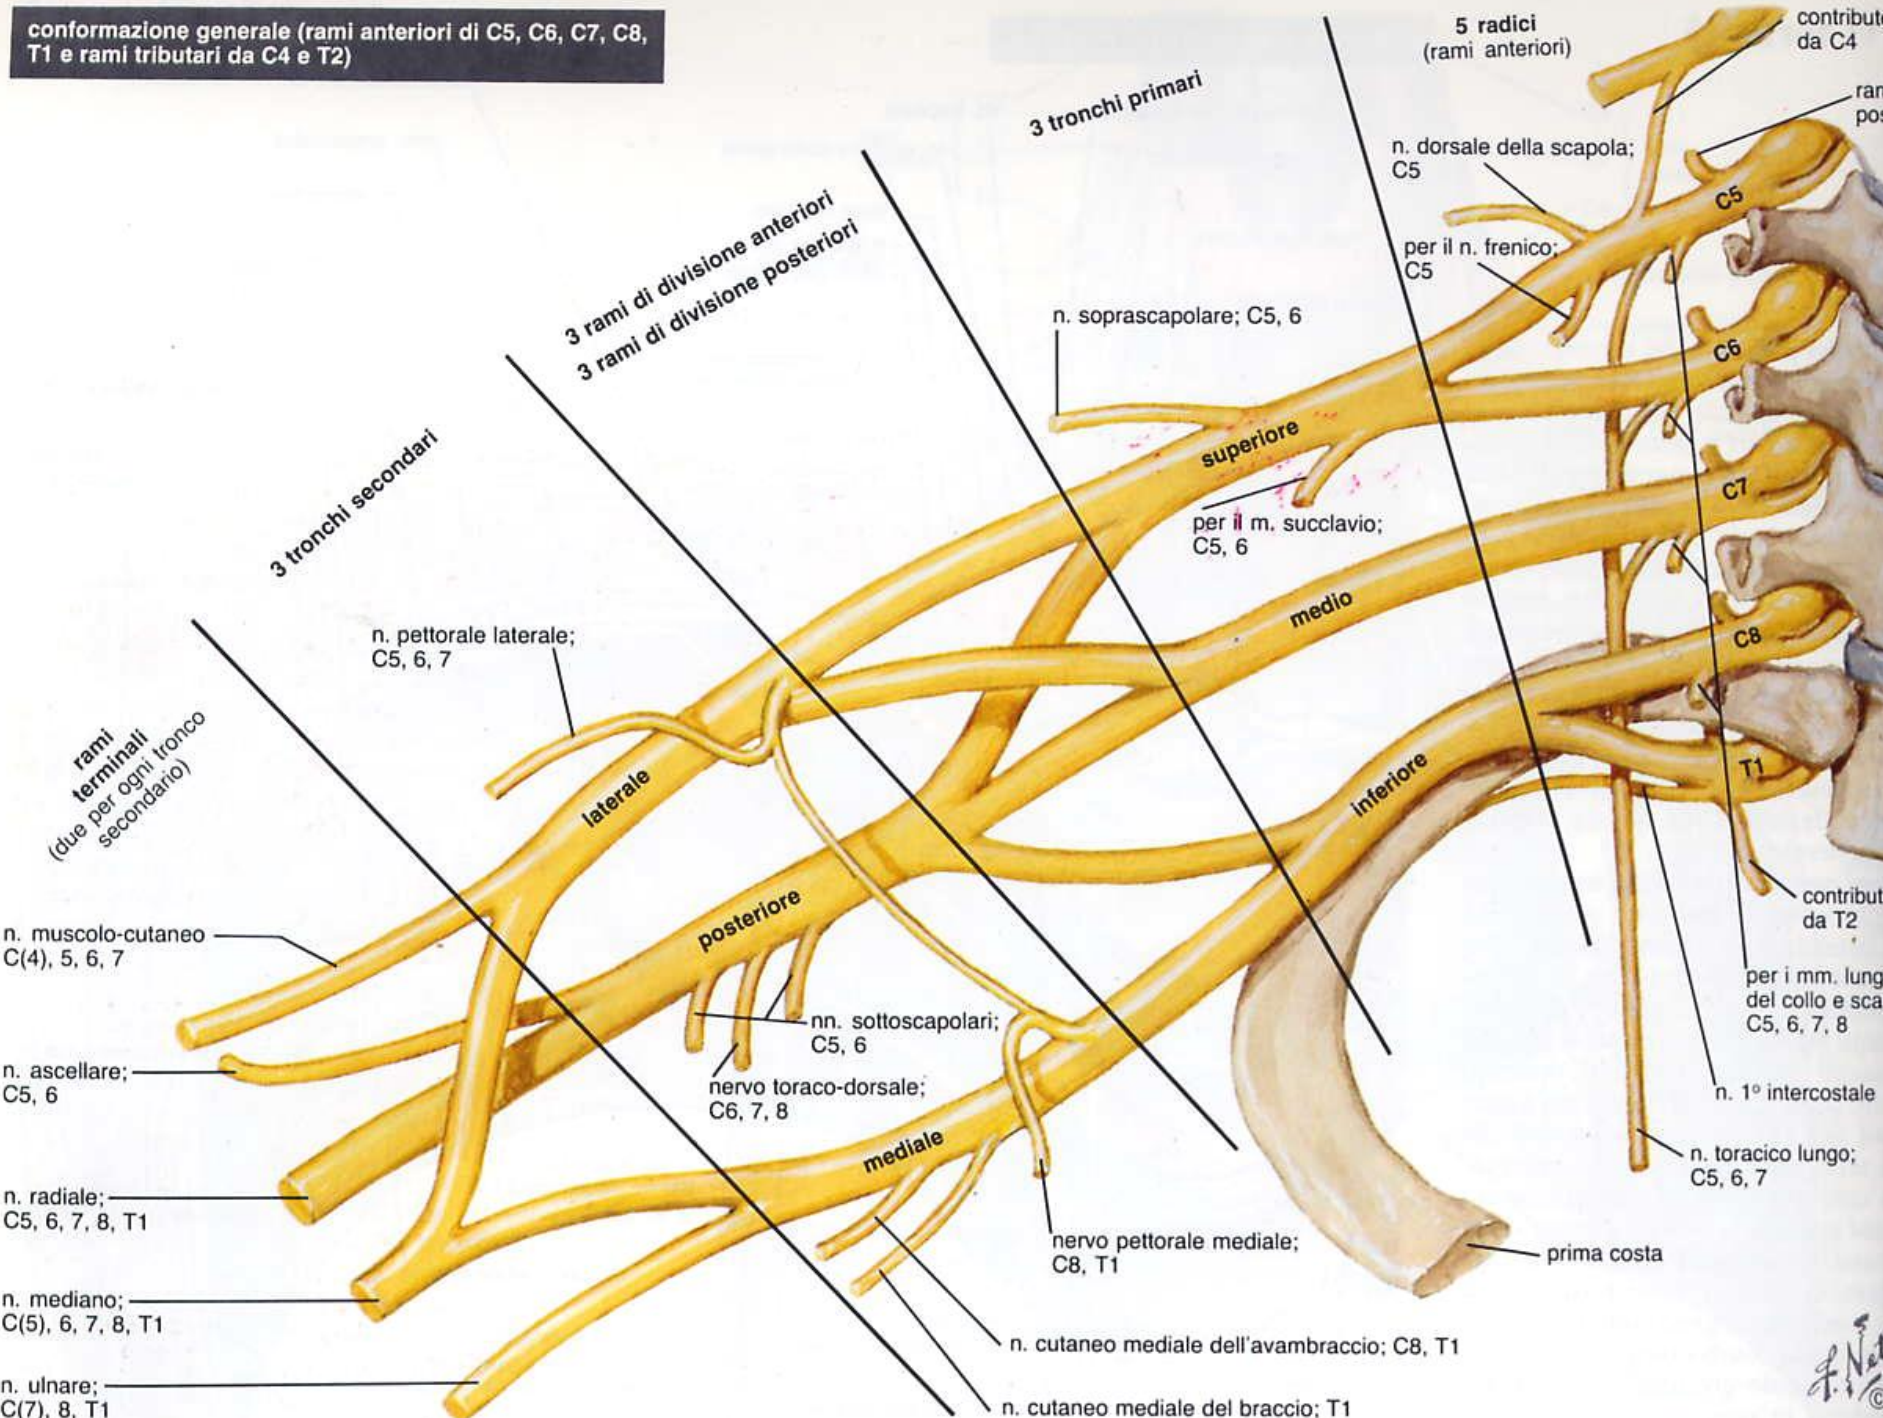 conformazione generale (rami anteriori di C5, C6, C7, C8,
T1 e rami tributari da C4 e T2)
5 radici
(rami anteriori)
da C4
3 tronchi primari
n. dorsale della scapola;
C5
C5
per il n. frenico;
C5
3 rami di divisione anteriori
3 rami di divisione posteriori
n. soprascapolare; C5, 6
C6
superiore
3 tronchi secondari
C7
per il m. succlavio;
C5, 6
medio
n. pettorale laterale;
C5, 6, 7
C8
rami
terminali
(due per ogni tronco
secondario)
laterale
inferiore
T1
posteriore
da T2
n. muscolo-cutaneo
C(4), 5, 6, 7
per i mm.
del collo e
C5, 6, 7, 8
nn. sottoscapolari;
C5, 6
n. ascellare;
C5, 6
nervo toraco-dorsale;
C6, 7, 8
n. 1° intercostale
mediale
n. toracico lungo;
C5, 6, 7
n. radiale;
C5, 6, 7, 8, T1
nervo pettorale mediale;
C8, T1
prima costa
n. mediano;
C(5), 6, 7, 8, T1
n. cutaneo mediale dell'avambraccio; C8, T1
n. ulnare;
C(7), 8, T1
n. cutaneo mediale del braccio; T1